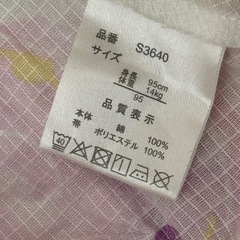 品番 S3640
サイズ
身長 95cm
体重 14kg
95
品質表示
本体 綿 100%
帯 ポリエステル 100%
40